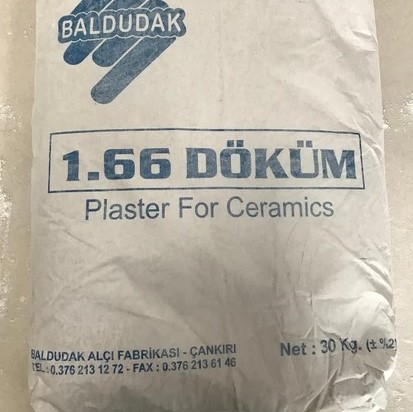 BALDUDAK
1.66 DÖKÜM
Plaster For Ceramics
BALDUDAK ALÇI FABRİKASI - ÇANKIRI
TEL : 0.376 213 12 72 - FAX : 0.376 213 61 46
Net : 30 Kg. (± %2)